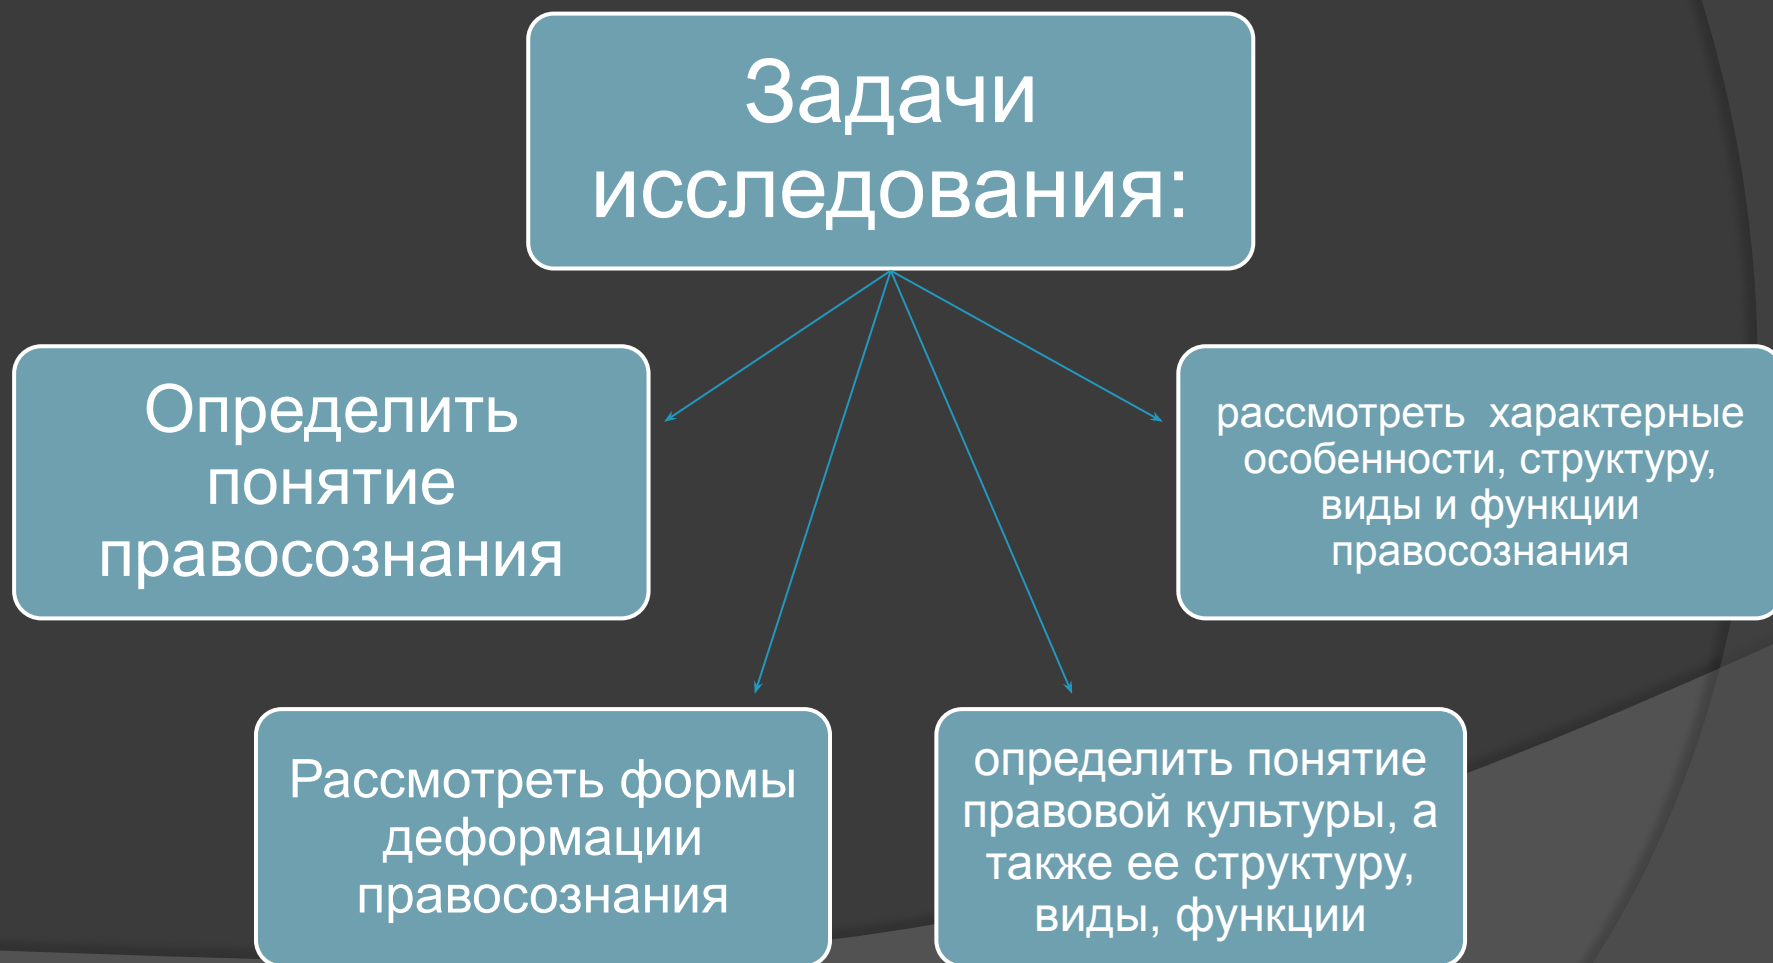 Задачи
исследования:
Определить
понятие
правосознания
рассмотреть характерные
особенности, структуру,
виды и функции
правосознания
Рассмотреть формы
деформации
правосознания
определить понятие
правовой культуры, а
также ее структуру,
виды, функции